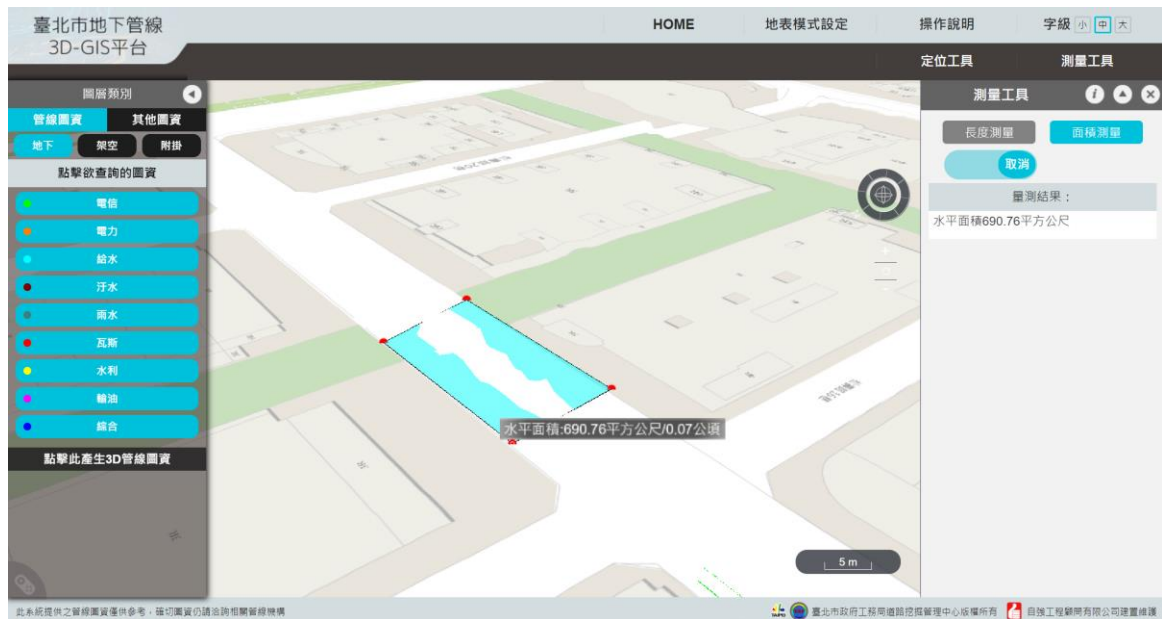 臺北市地下管線
3D-GIS平台
HOME
地表模式設定
操作說明
字級 小 中 大
定位工具
測量工具
圖層類別
管線圖資
其他圖資
地下
架空
附掛
點擊欲查詢的圖資
電信
電力
給水
汙水
雨水
瓦斯
水利
輸油
綜合
點擊此產生3D管線圖資
水平面積:690.76平方公尺/0.07公頃
5 m
測量工具
長度測量
面積測量
取消
量測結果：
水平面積690.76平方公尺
此系統提供之管線圖資僅供參考，確切圖資仍請洽詢相關管線機構
臺北市政府工務局道路挖掘管理中心版權所有
自強工程顧問有限公司建置維護